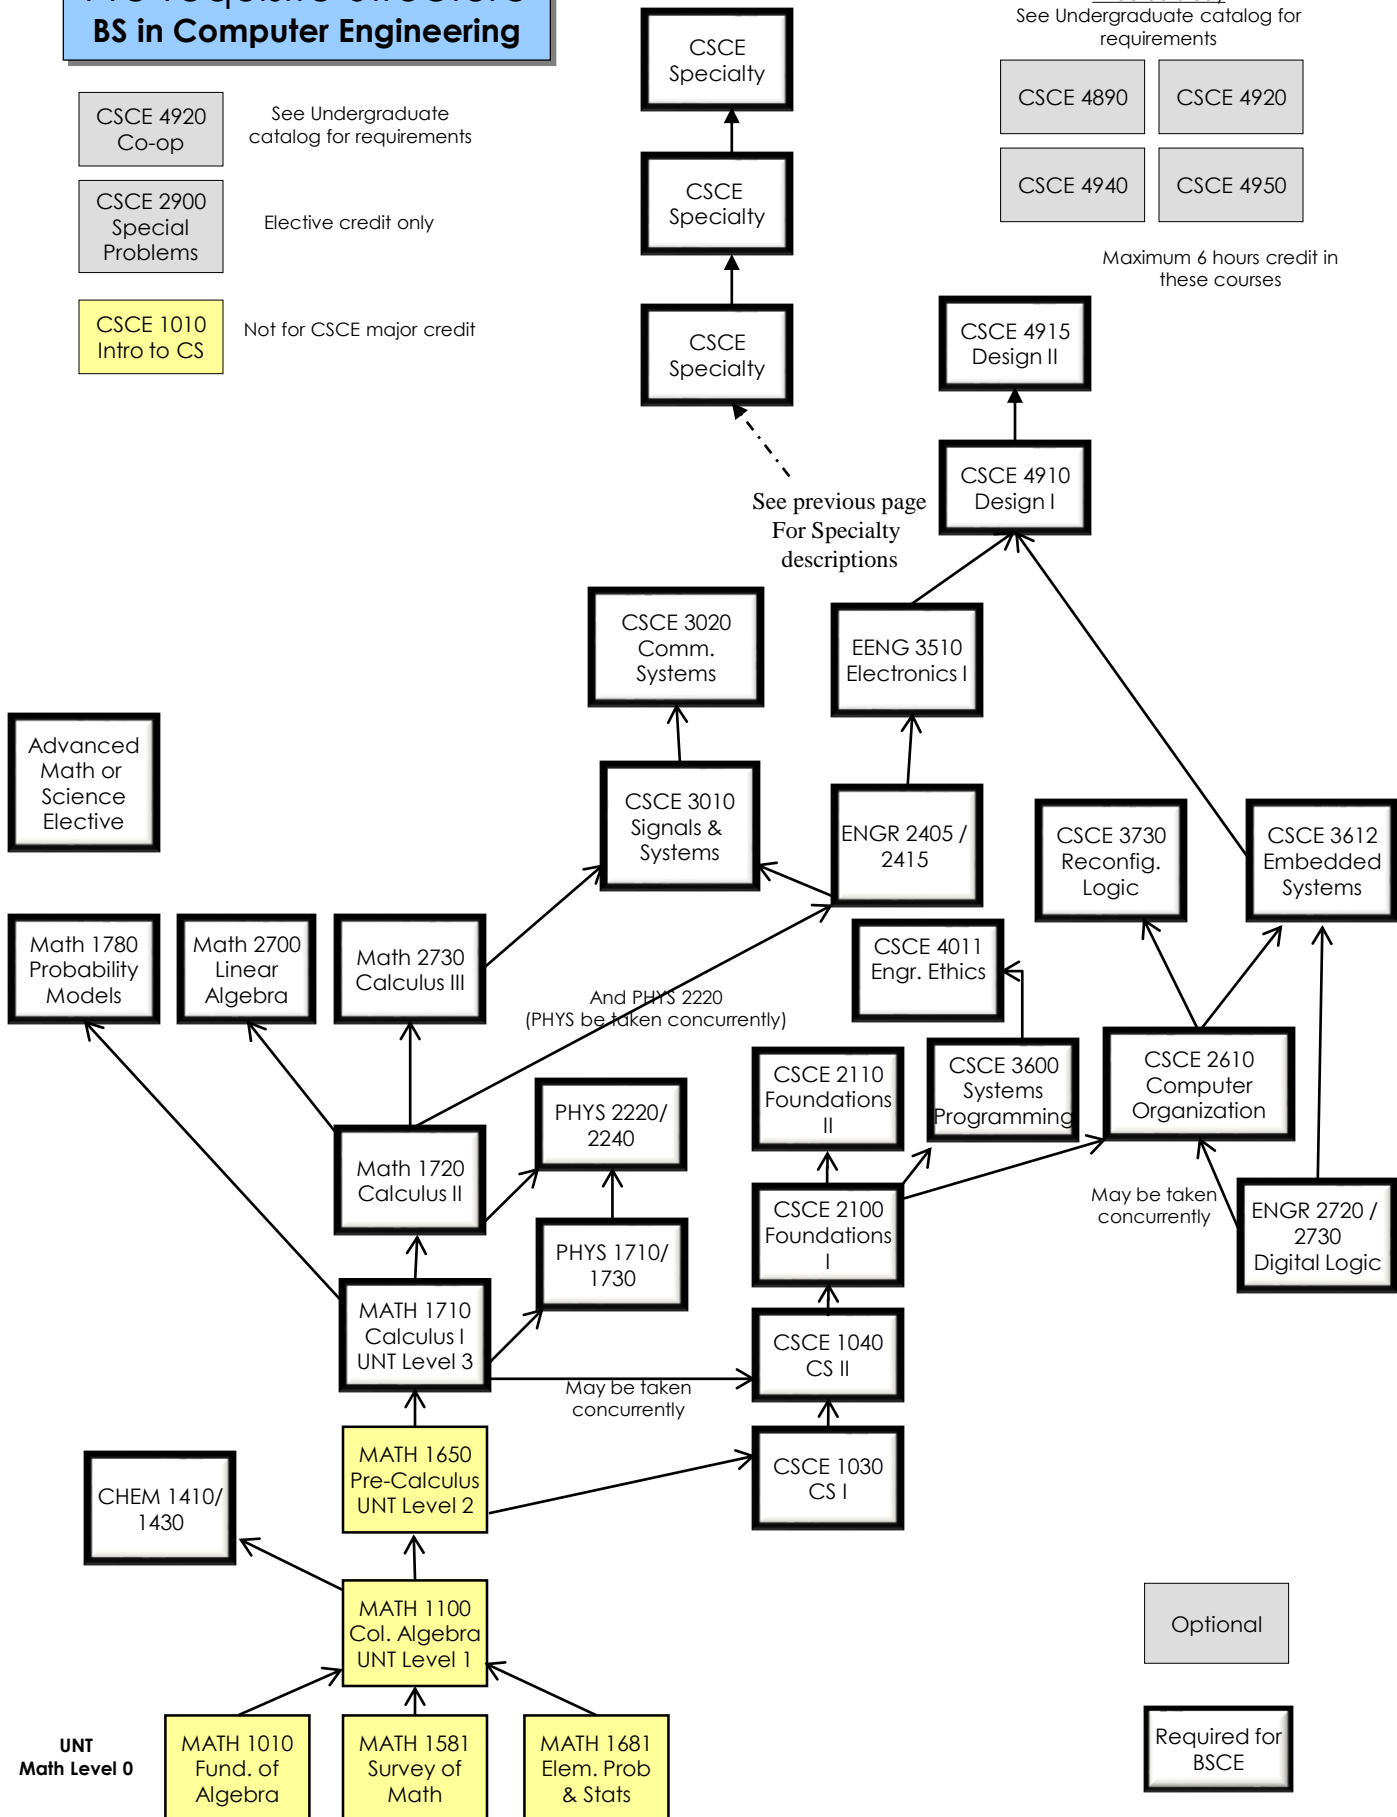 BS in Computer Engineering
See Undergraduate catalog for
requirements
CSCE 4920
Co-op
See Undergraduate
catalog for requirements
CSCE 2900
Special
Problems
Elective credit only
CSCE 1010
Intro to CS
Not for CSCE major credit
CSCE
Specialty
CSCE
Specialty
CSCE
Specialty
See previous page
For Specialty
descriptions
CSCE 4890
CSCE 4920
CSCE 4940
CSCE 4950
Maximum 6 hours credit in
these courses
CSCE 4915
Design II
CSCE 4910
Design I
CSCE 3020
Comm.
Systems
EENG 3510
Electronics I
Advanced
Math or
Science
Elective
CSCE 3010
Signals &
Systems
ENGR 2405 /
2415
CSCE 3730
Reconfig.
Logic
CSCE 3612
Embedded
Systems
Math 1780
Probability
Models
Math 2700
Linear
Algebra
Math 2730
Calculus III
CSCE 4011
Engr. Ethics
And PHYS 2220
(PHYS be taken concurrently)
CSCE 2110
Foundations
II
CSCE 3600
Systems
Programming
CSCE 2610
Computer
Organization
PHYS 2220/
2240
Math 1720
Calculus II
CSCE 2100
Foundations
I
May be taken
concurrently
ENGR 2720 /
2730
Digital Logic
PHYS 1710/
1730
MATH 1710
Calculus I
UNT Level 3
CSCE 1040
CS II
May be taken
concurrently
MATH 1650
Pre-Calculus
UNT Level 2
CSCE 1030
CS I
CHEM 1410/
1430
MATH 1100
Col. Algebra
UNT Level 1
Optional
UNT
Math Level 0
MATH 1010
Fund. of
Algebra
MATH 1581
Survey of
Math
MATH 1681
Elem. Prob
& Stats
Required for
BSCE